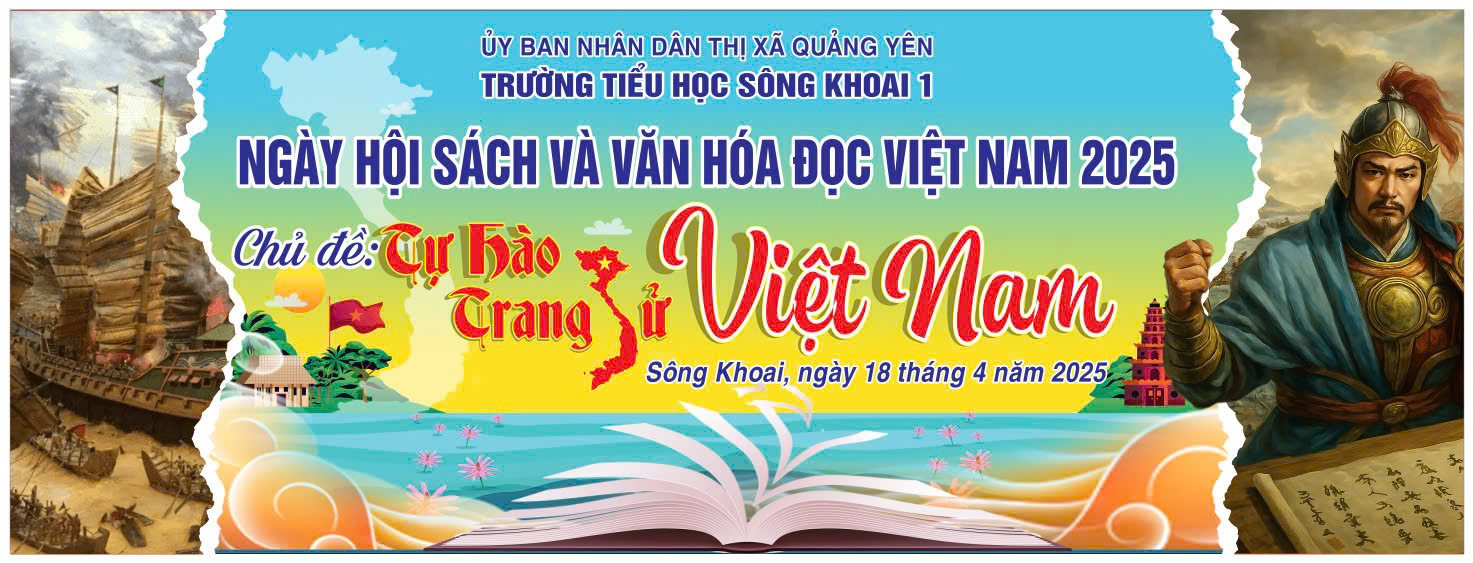 ỦY BAN NHÂN DÂN THỊ XÃ QUẢNG YÊN
TRƯỜNG TIỂU HỌC SÔNG KHOAI 1
NGÀY HỘI SÁCH VÀ VĂN HÓA ĐỌC VIỆT NAM 2025
Chủ đề: Tự Hào Trang Sử Việt Nam
Sông Khoai, ngày 18 tháng 4 năm 2025